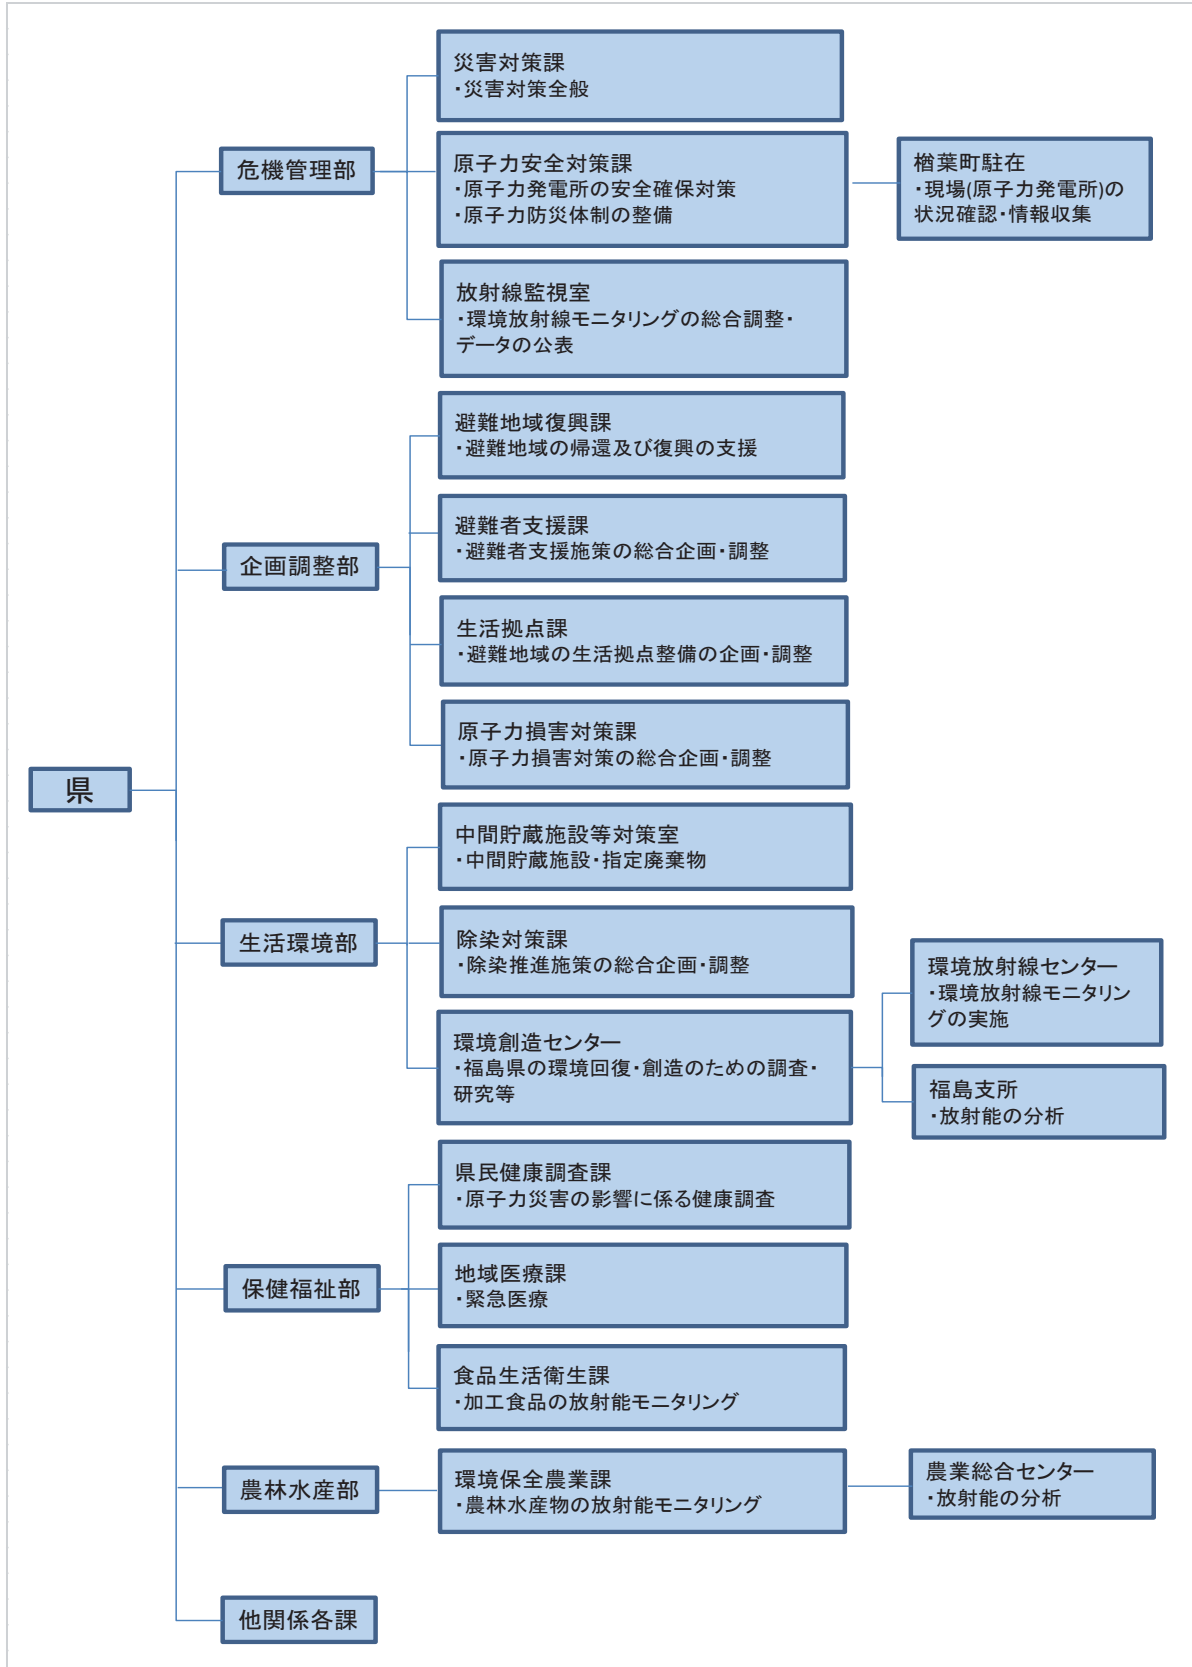 県
危機管理部
災害対策課
・災害対策全般
原子力安全対策課
・原子力発電所の安全確保対策
・原子力防災体制の整備
楢葉町駐在
・現場(原子力発電所)の
状況確認・情報収集
放射線監視室
・環境放射線モニタリングの総合調整・
データの公表
企画調整部
避難地域復興課
・避難地域の帰還及び復興の支援
避難者支援課
・避難者支援施策の総合企画・調整
生活拠点課
・避難地域の生活拠点整備の企画・調整
原子力損害対策課
・原子力損害対策の総合企画・調整
生活環境部
中間貯蔵施設等対策室
・中間貯蔵施設・指定廃棄物
除染対策課
・除染推進施策の総合企画・調整
環境創造センター
・福島県の環境回復・創造のための調査・
研究等
環境放射線センター
・環境放射線モニタリン
グの実施
福島支所
・放射能の分析
保健福祉部
県民健康調査課
・原子力災害の影響に係る健康調査
地域医療課
・緊急医療
食品生活衛生課
・加工食品の放射能モニタリング
農林水産部
環境保全農業課
・農林水産物の放射能モニタリング
農業総合センター
・放射能の分析
他関係各課